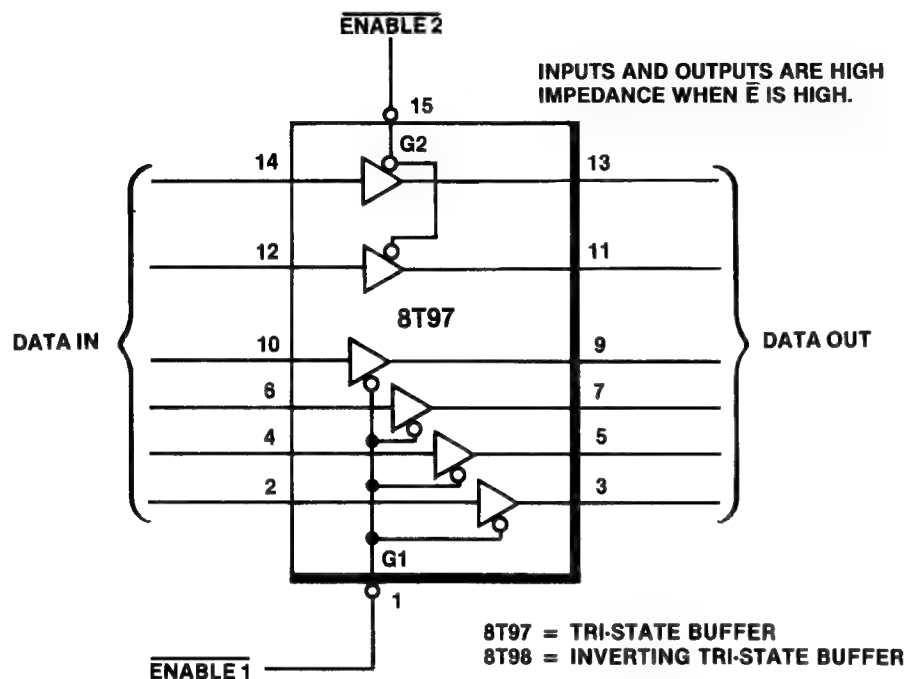 ENABLE 2
INPUTS AND OUTPUTS ARE HIGH
IMPEDANCE WHEN E̅ IS HIGH.
15
G2
14
13
12
11
8T97
DATA IN
DATA OUT
10
9
6
7
4
5
2
3
G1
1
8T97 = TRI-STATE BUFFER
8T98 = INVERTING TRI-STATE BUFFER
ENABLE 1